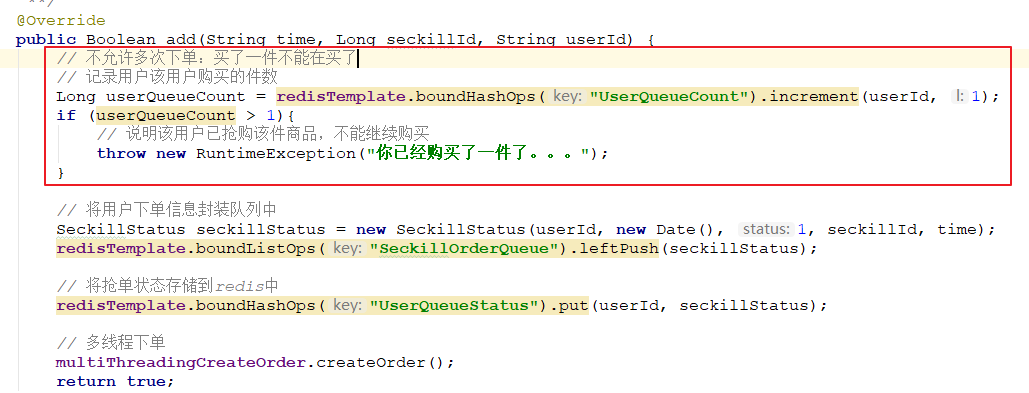 **/
@Override
public Boolean add(String time, Long seckillId, String userId) {
// 不允许多次下单：买了一件不能在买了
// 记录用户该用户购买的件数
Long userQueueCount = redisTemplate.boundHashOps( key: "UserQueueCount").increment(userId, l: 1);
if (userQueueCount > 1){
// 说明该用户已抢购该件商品，不能继续购买
throw new RuntimeException("你已经购买了一件了。。。");
}
// 将用户下单信息封装队列中
SeckillStatus seckillStatus = new SeckillStatus(userId, new Date(), status: 1, seckillId, time);
redisTemplate.boundListOps( key: "SeckillOrderQueue").leftPush(seckillStatus);
// 将抢单状态存储到redis中
redisTemplate.boundHashOps( key: "UserQueueStatus").put(userId, seckillStatus);
// 多线程下单
multiThreadingCreateOrder.createOrder();
return true;